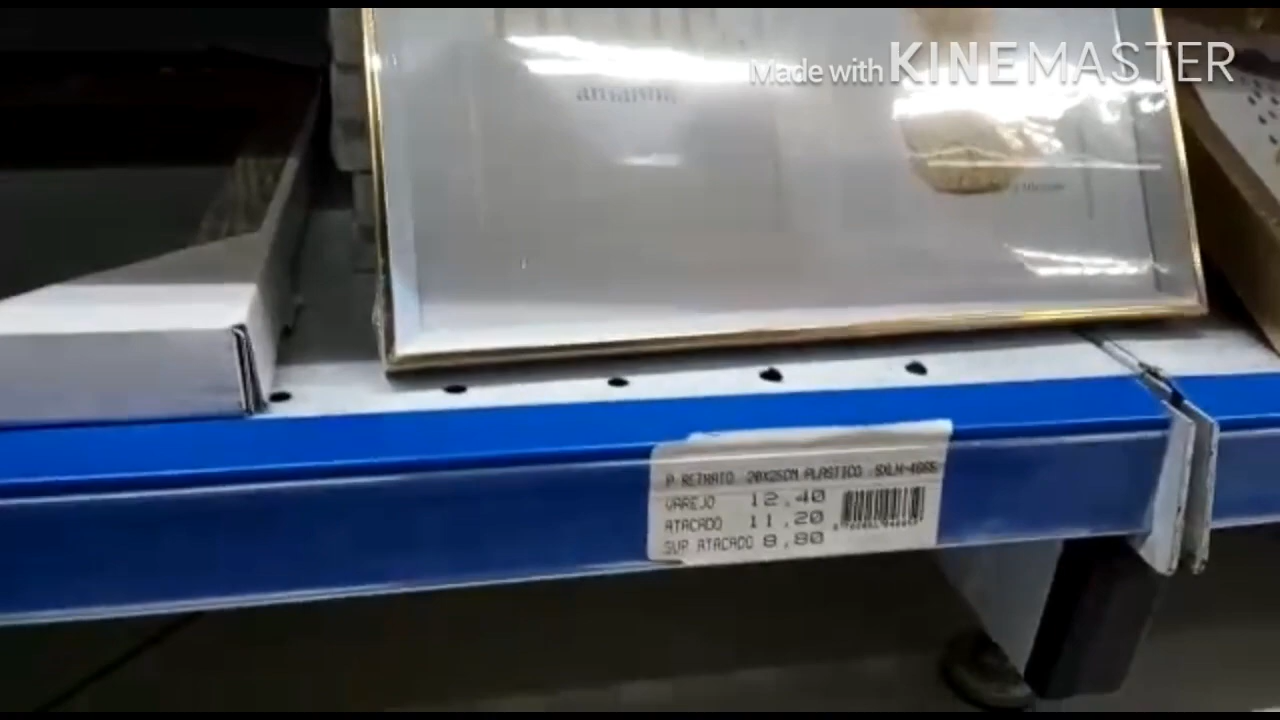 Made with KINEMASTER
P RETRATO 20X25CM PLASTICO
VAREJO 12,40
ATACADO 11,20
SUP ATACADO 8,80